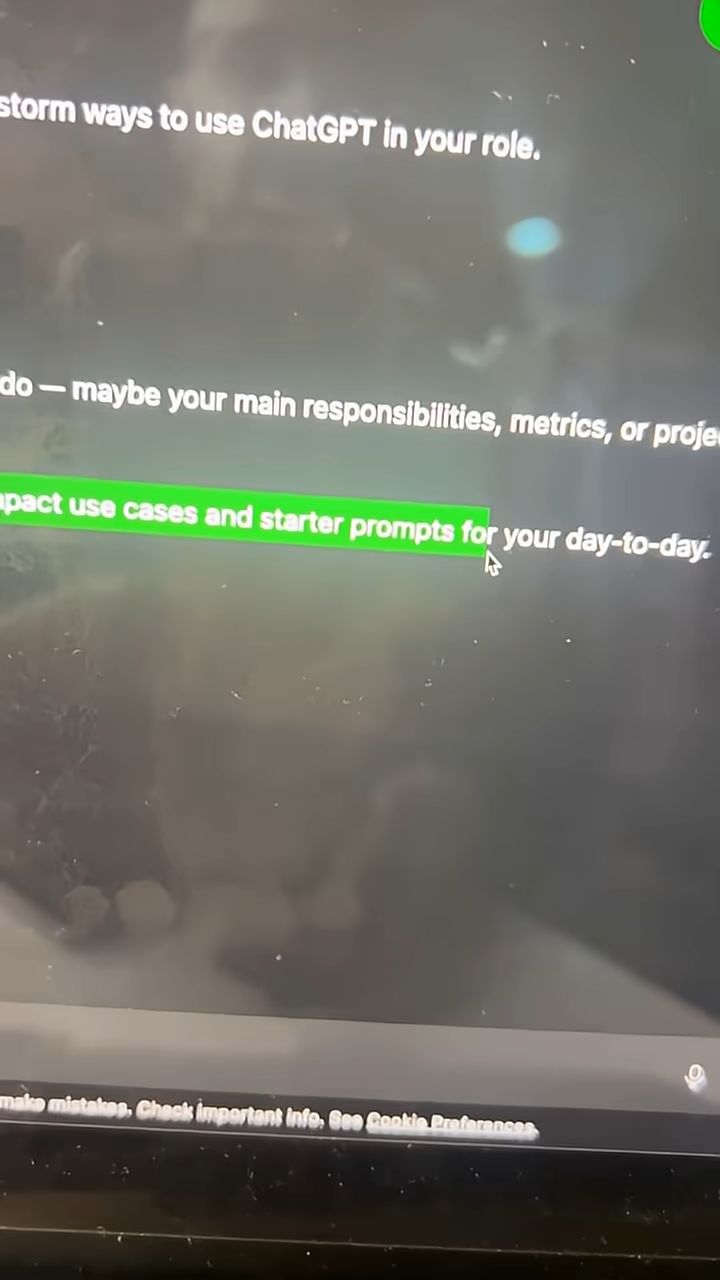 storm ways to use ChatGPT in your role.
do — maybe your main responsibilities, metrics, or proje
pact use cases and starter prompts for your day-to-day.
make mistakes. Check important info. See Cookie Preferences.